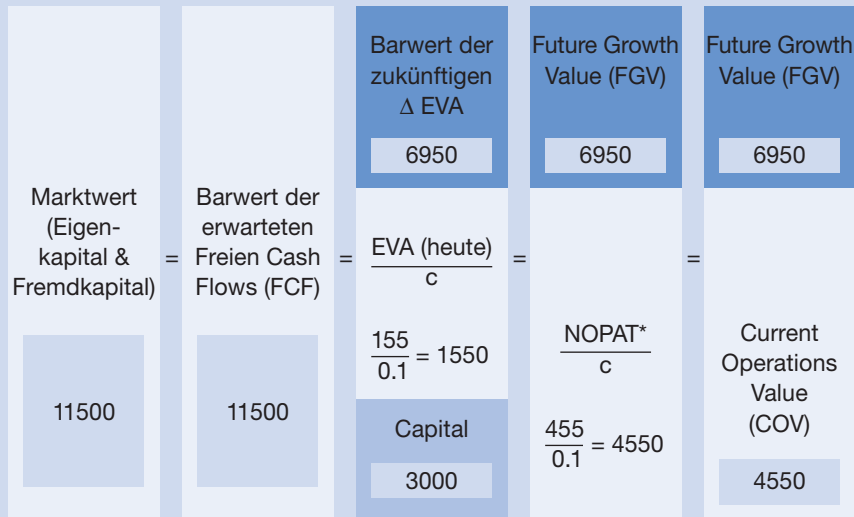 Marktwert
(Eigen-
kapital &
Fremdkapital)
11500
=
Barwert der
erwarteten
Freien Cash
Flows (FCF)
11500
=
Barwert der
zukünftigen
Δ EVA
6950
EVA (heute)
c
155
0.1
= 1550
Capital
3000
=
Future Growth
Value (FGV)
6950
NOPAT*
c
455
0.1
= 4550
=
Future Growth
Value (FGV)
6950
Current
Operations
Value
(COV)
4550